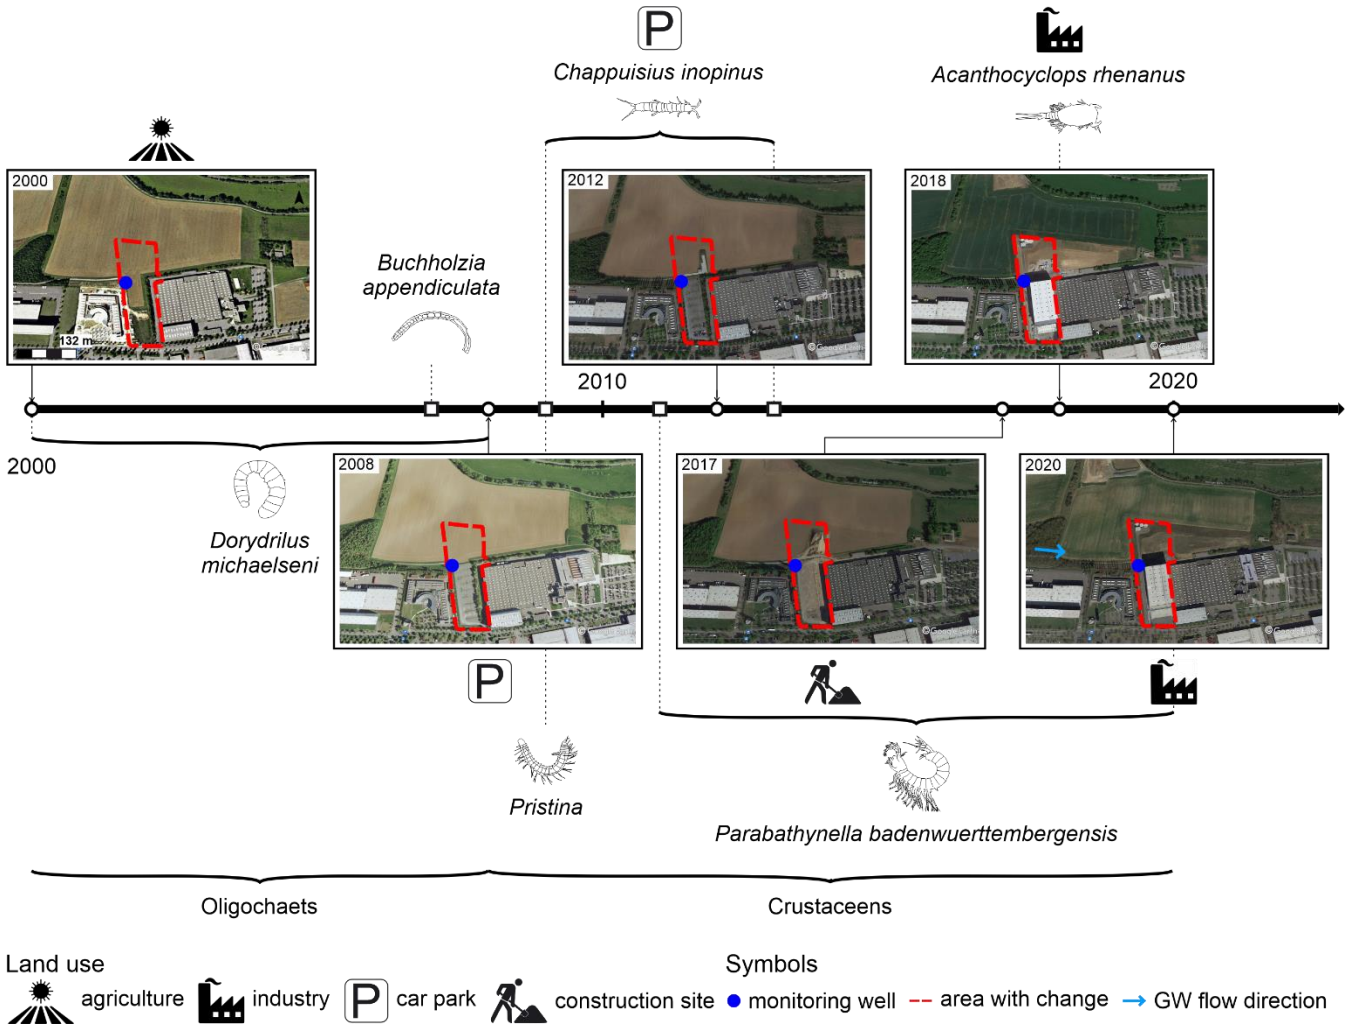 P
Chappuisius inopinus
Acanthocyclops rhenanus
2000
132 m
Buchholzia
appendiculata
2012
© Google Earth
2018
2010
2020
2000
Dorydrilus
michaelseni
2008
2017
2020
P
Pristina
Parabathynella badenwuerttembergensis
Oligochaets
Crustaceens
Land use
Symbols
agriculture
industry
P car park
construction site
monitoring well
area with change
GW flow direction